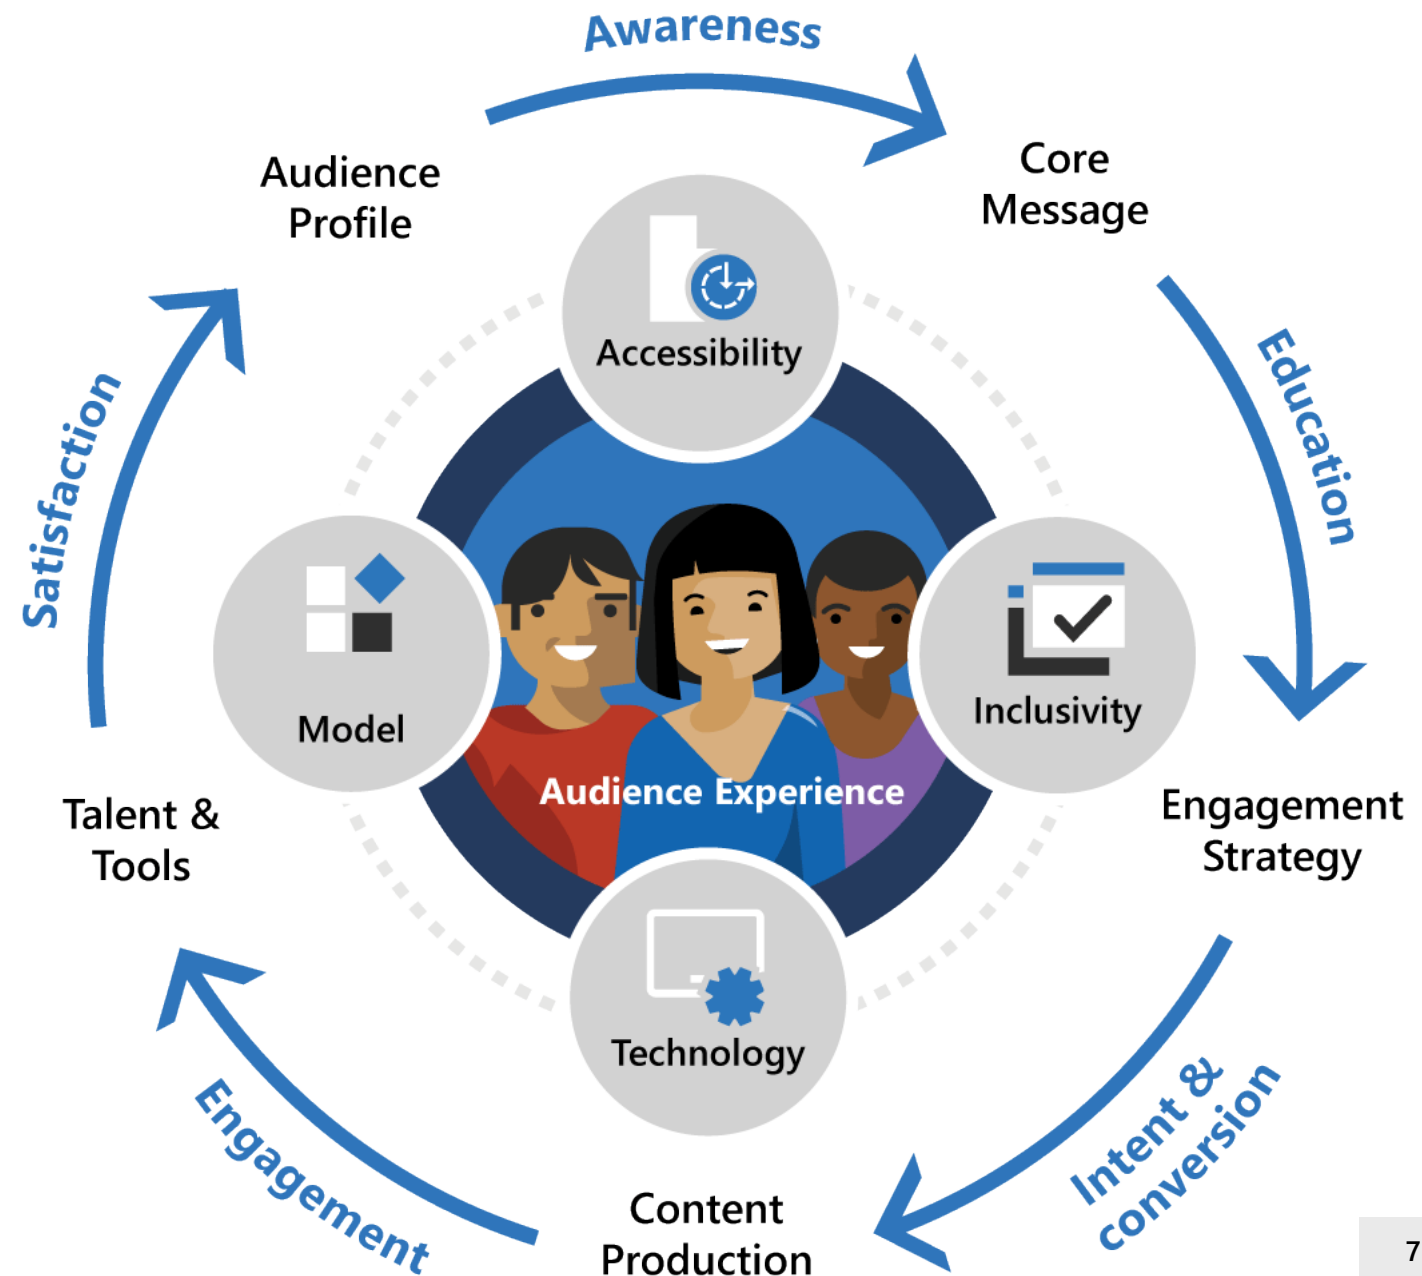 Awareness
Audience
Profile
Core
Message
Accessibility
Education
Satisfaction
Model
Inclusivity
Audience Experience
Talent &
Tools
Engagement
Strategy
Technology
Intent &
conversion
Engagement
Content
Production
7